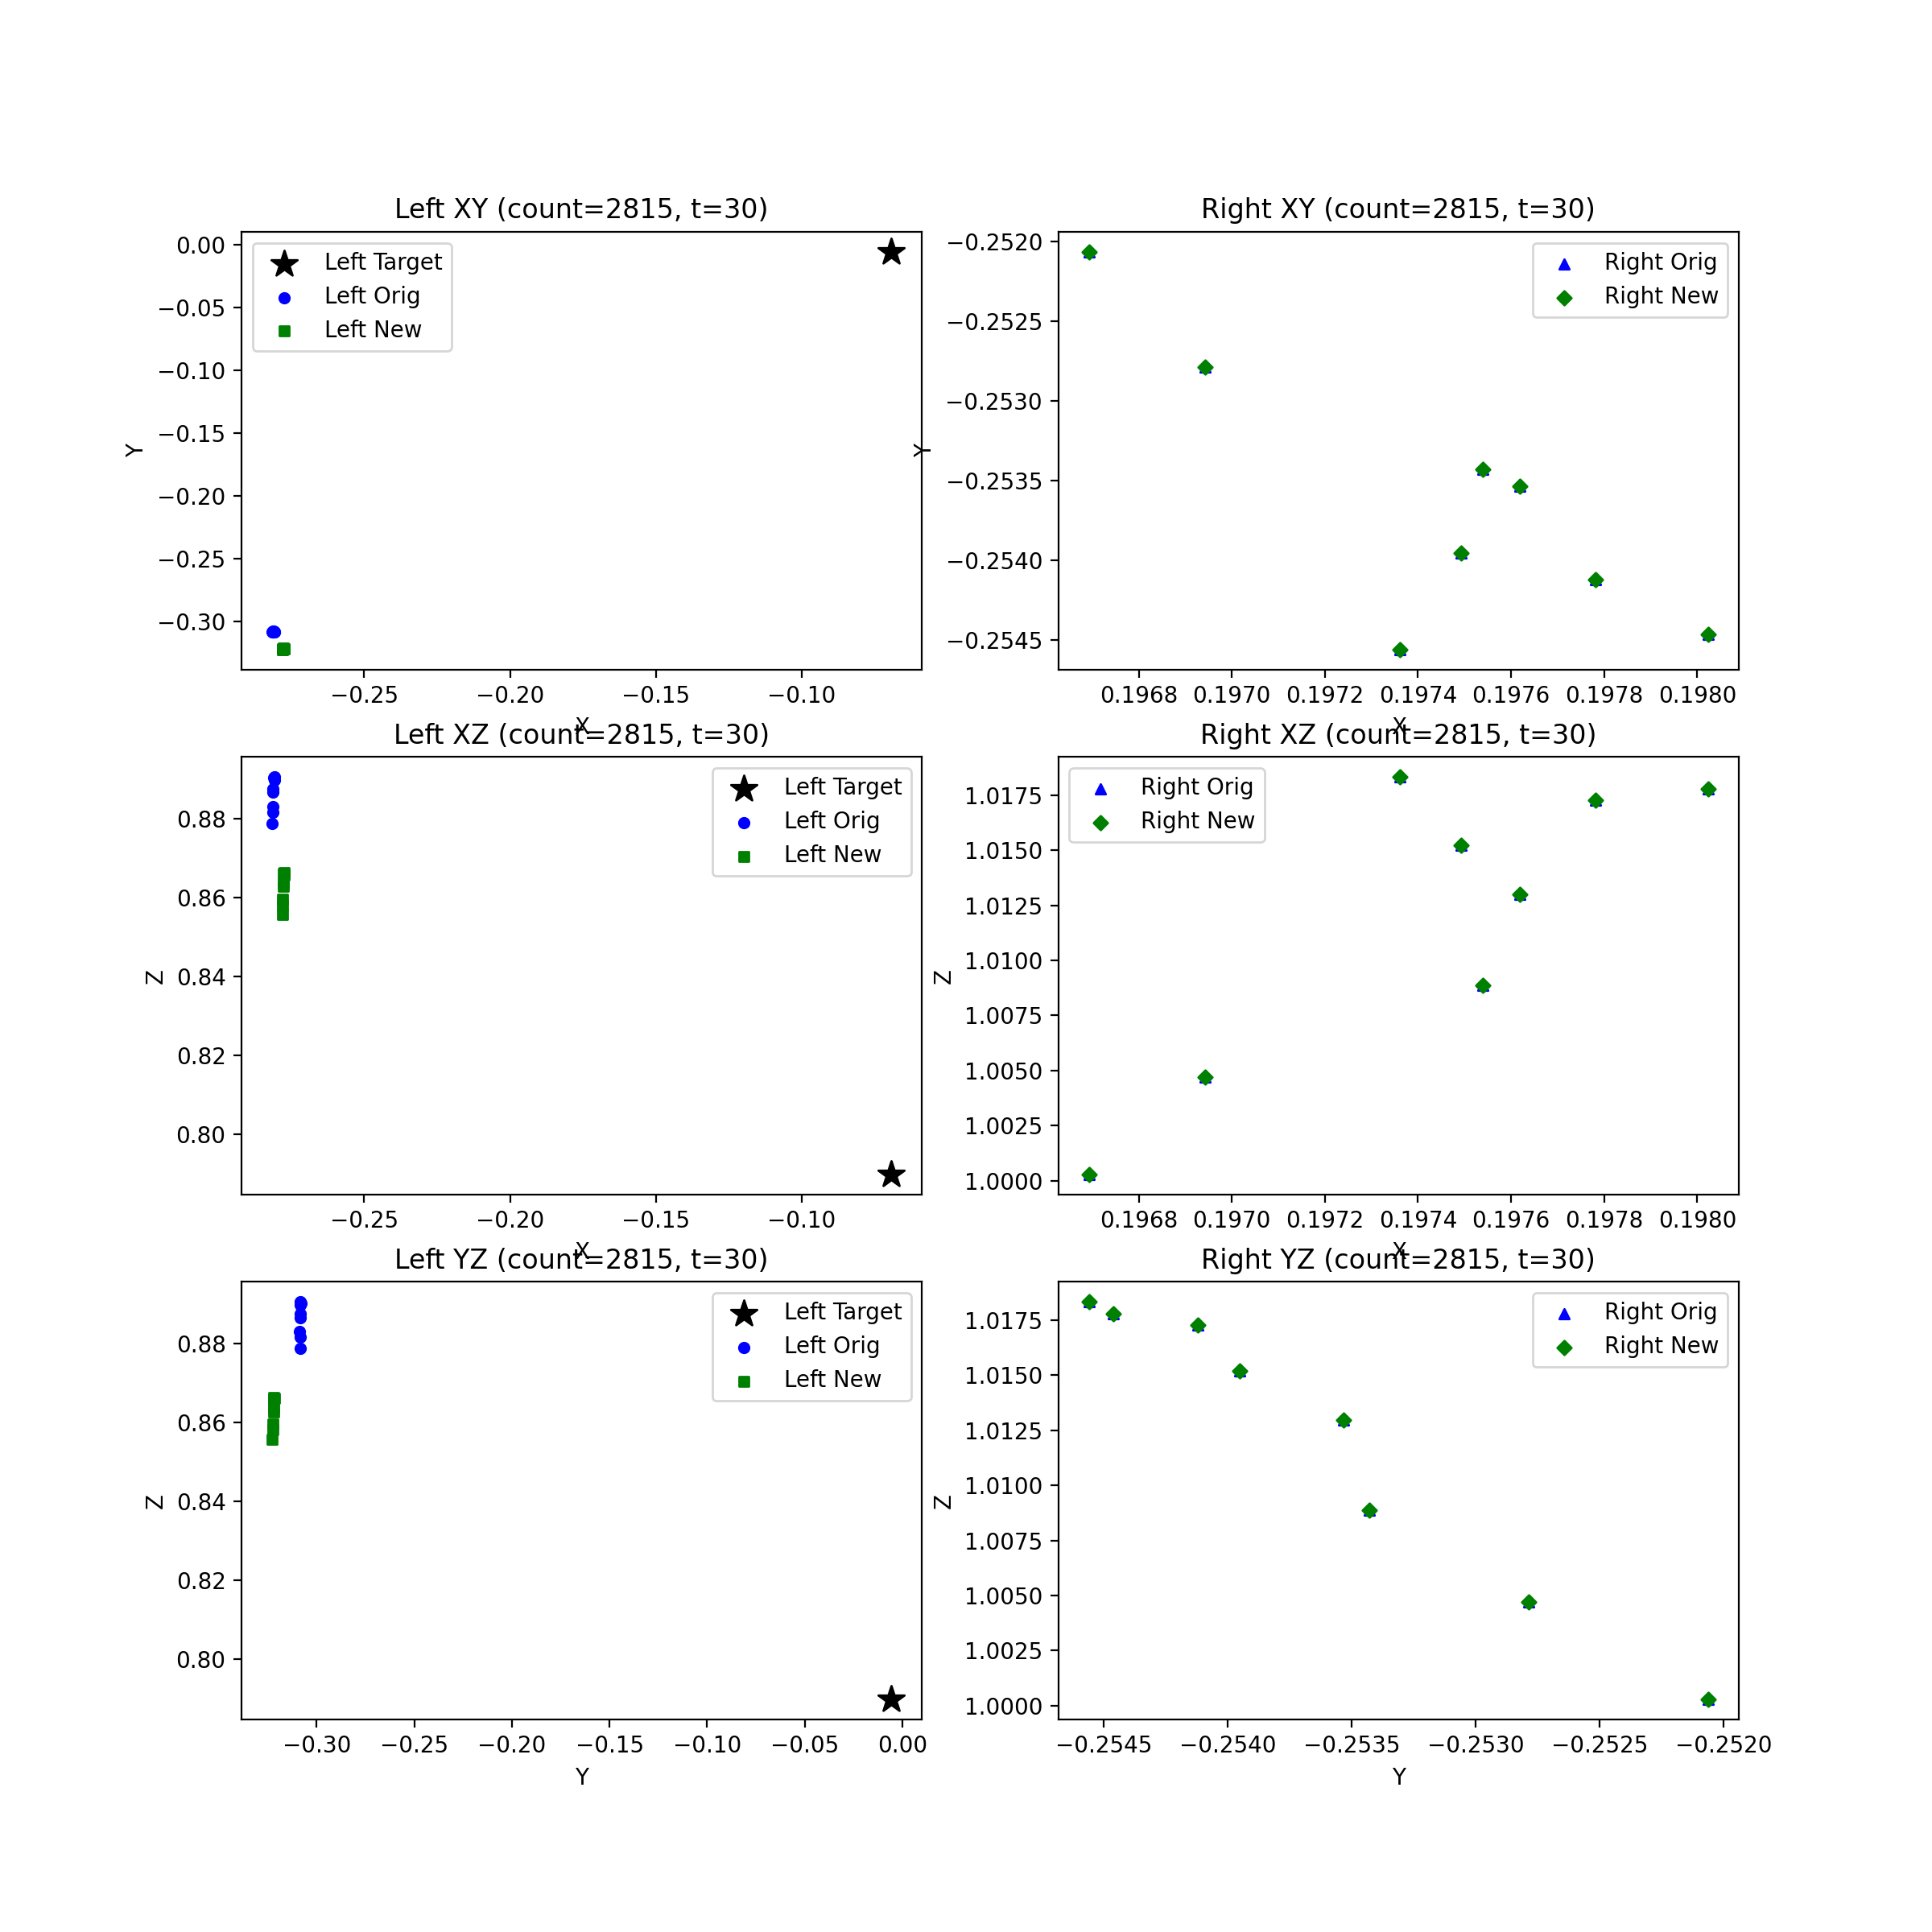 Left XY (count=2815, t=30)
Left Target
Left Orig
Left New
0.00
−0.05
−0.10
−0.15
−0.20
−0.25
−0.30
Y
−0.25
−0.20
−0.15
−0.10
X
Right XY (count=2815, t=30)
Right Orig
Right New
−0.2520
−0.2525
−0.2530
−0.2535
−0.2540
−0.2545
Y
0.1968
0.1970
0.1972
0.1974
0.1976
0.1978
0.1980
X
Left XZ (count=2815, t=30)
Left Target
Left Orig
Left New
0.88
0.86
0.84
0.82
0.80
Z
−0.25
−0.20
−0.15
−0.10
X
Right XZ (count=2815, t=30)
Right Orig
Right New
1.0175
1.0150
1.0125
1.0100
1.0075
1.0050
1.0025
1.0000
Z
0.1968
0.1970
0.1972
0.1974
0.1976
0.1978
0.1980
X
Left YZ (count=2815, t=30)
Left Target
Left Orig
Left New
0.88
0.86
0.84
0.82
0.80
Z
−0.30
−0.25
−0.20
−0.15
−0.10
−0.05
0.00
Y
Right YZ (count=2815, t=30)
Right Orig
Right New
1.0175
1.0150
1.0125
1.0100
1.0075
1.0050
1.0025
1.0000
Z
−0.2545
−0.2540
−0.2535
−0.2530
−0.2525
−0.2520
Y